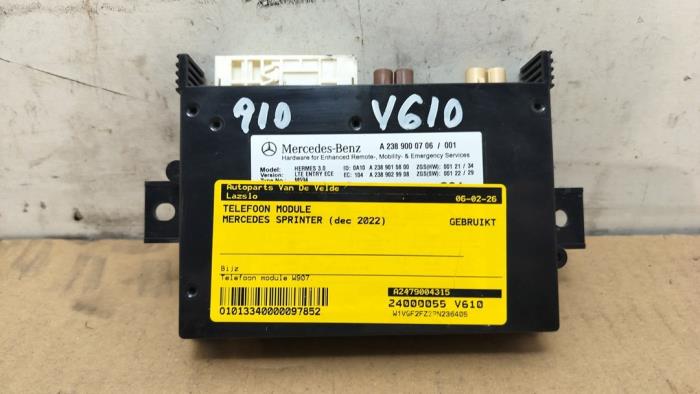 910 V610
Mercedes-Benz A 238 900 07 06 / 001
Hardware for Enhanced Remote-, Mobility- & Emergency Services
Model: HERMES 3.0 ID: 0A10 A 238 901 58 00 ZGS(HW): 001 21 / 34
Version: LTE ENTRY ECE EC: 104 A 238 902 99 08 ZGS(SW): 001 22 / 29
Autoparts Van De Velde
Lazslo 06-02-26
TELEFOON MODULE
MERCEDES SPRINTER (dec 2022) GEBRUIKT
Bijz
Telefoon module W907
A2479004315
24000055 V610
01013340000097852